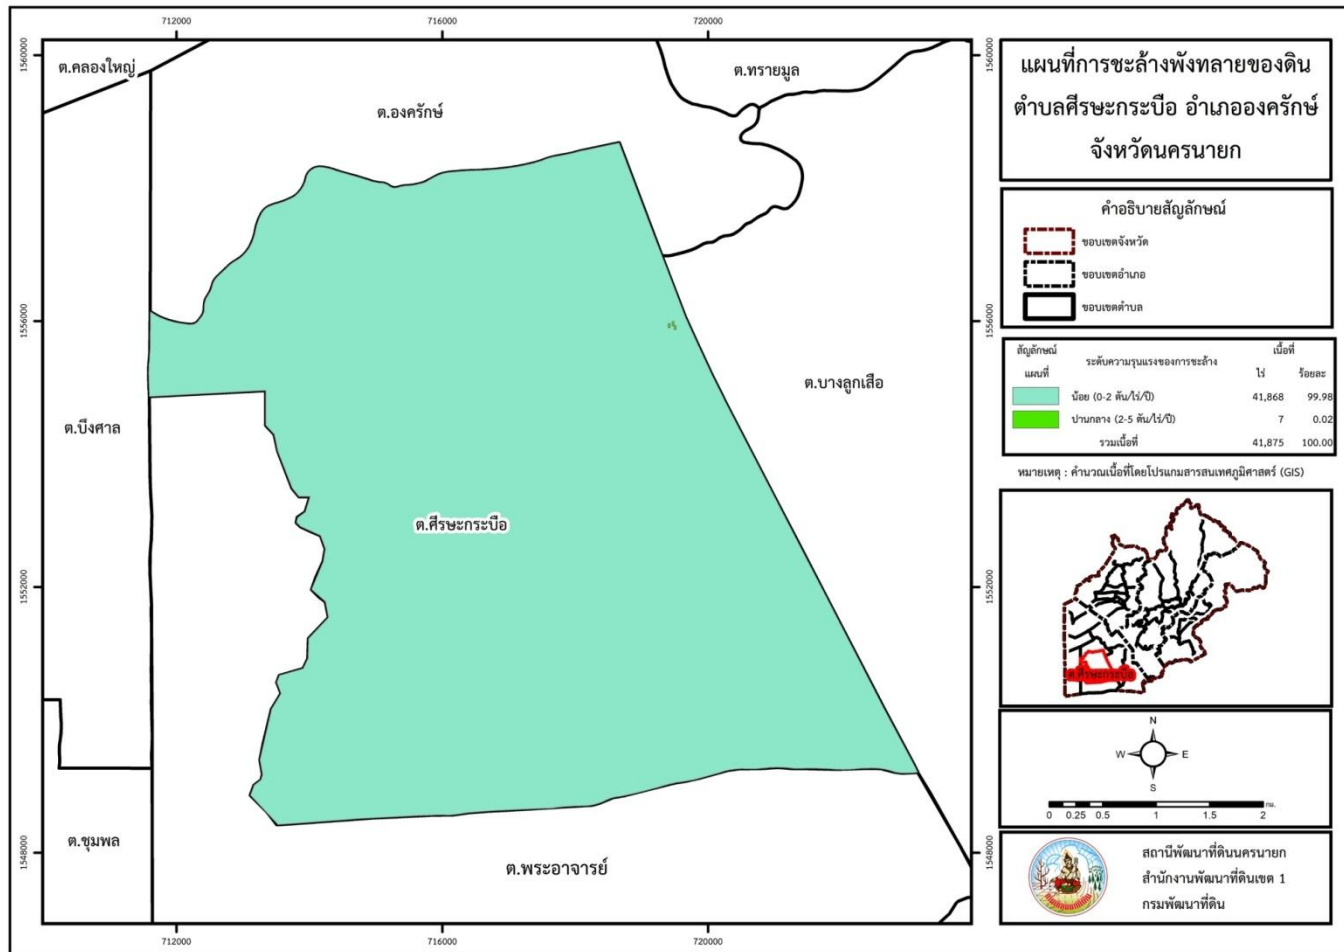 712000
716000
720000
1560000
1560000
1556000
1556000
1552000
1552000
1548000
1548000
712000
716000
720000
ต.คลองใหญ่
ต.องครักษ์
ต.ทรายมูล
ต.บางลูกเสือ
ต.บึงศาล
ต.ศีรษะกระบือ
ต.ชุมพล
ต.พระอาจารย์
แผนที่การชะล้างพังทลายของดิน
ตำบลศีรษะกระบือ อำเภอองครักษ์
จังหวัดนครนายก
คำอธิบายสัญลักษณ์
ขอบเขตจังหวัด
ขอบเขตอำเภอ
ขอบเขตตำบล
สัญลักษณ์ ระดับความรุนแรงของการชะล้าง เนื้อที่
แผนที่ ไร่ ร้อยละ
น้อย (0-2 ตัน/ไร่/ปี) 41,868 99.98
ปานกลาง (2-5 ตัน/ไร่/ปี) 7 0.02
รวมเนื้อที่ 41,875 100.00
หมายเหตุ : คำนวณเนื้อที่โดยโปรแกมสารสนเทศภูมิศาสตร์ (GIS)
ต.ศีรษะกระบือ
N
W E
S
กม.
0 0.25 0.5 1 1.5 2
สถานีพัฒนาที่ดินนครนายก
สำนักงานพัฒนาที่ดินเขต 1
กรมพัฒนาที่ดิน